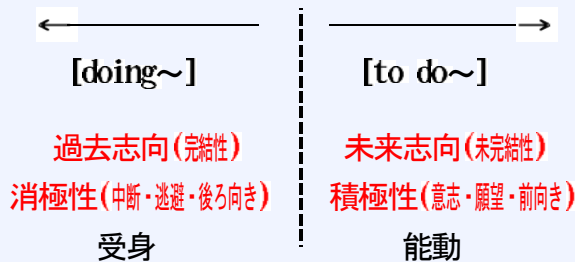 [doing～]
過去志向(完結性)
消極性(中断・逃避・後ろ向き)
受身
[to do～]
未来志向(未完結性)
積極性(意志・願望・前向き)
能動